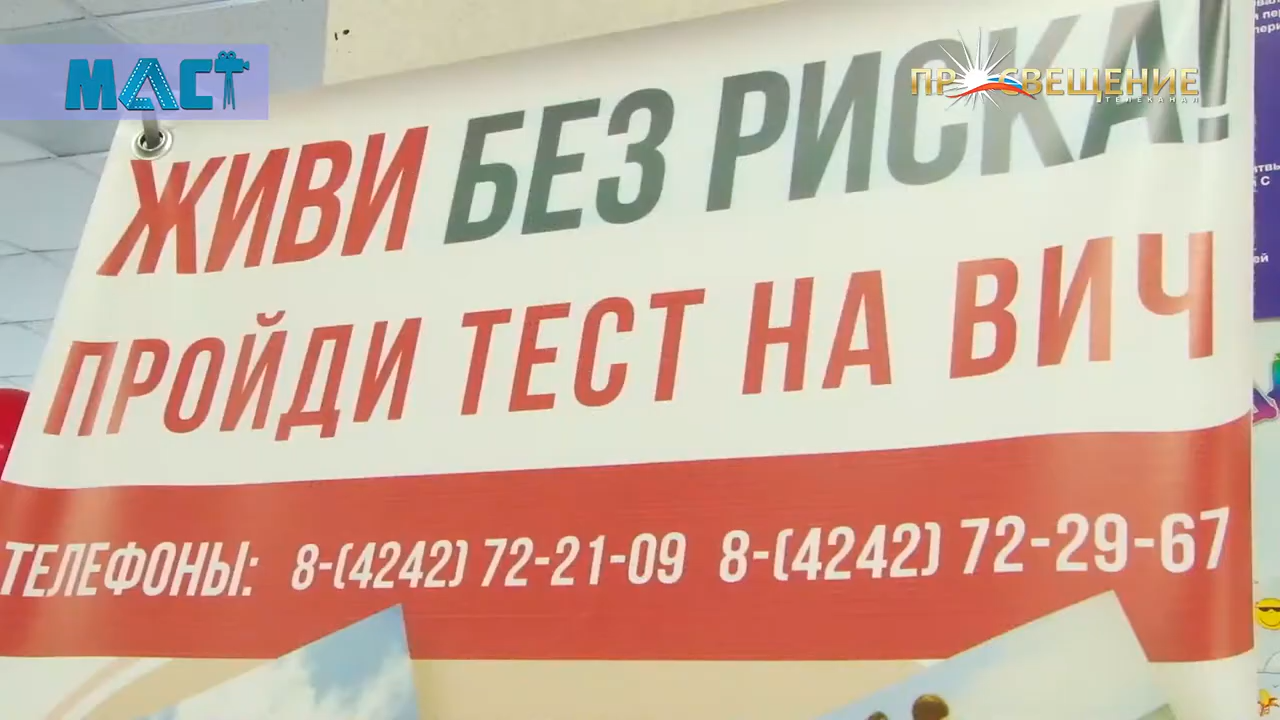 МАСТ
ПРОСВЕЩЕНИЕ
ТЕЛЕКАНАЛ
ЖИВИ БЕЗ РИСКА!
ПРОЙДИ ТЕСТ НА ВИЧ
ТЕЛЕФОНЫ: 8-(4242) 72-21-09 8-(4242) 72-29-67